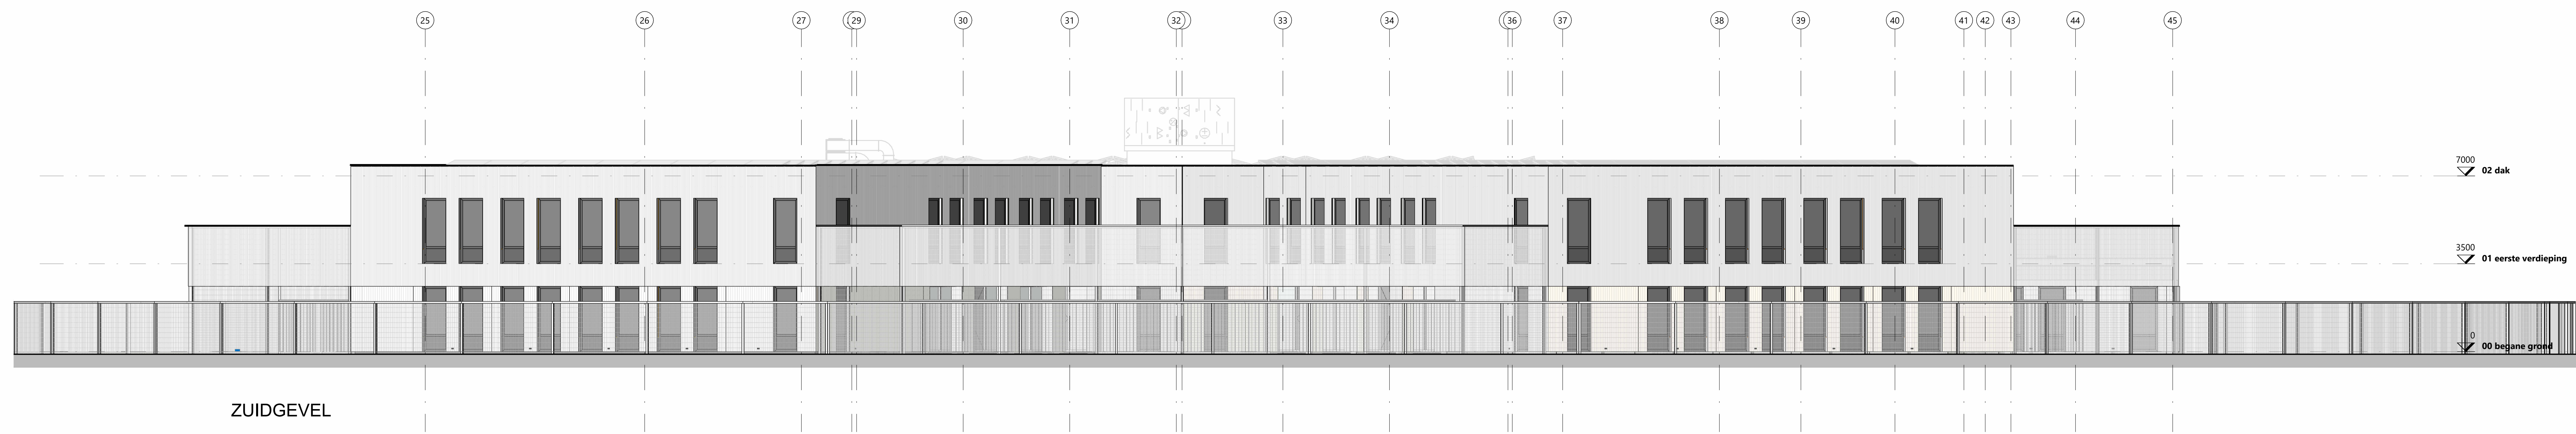 25 26 27 29 30 31 32 33 34 36 37 38 39 40 41 42 43 44 45
7000
02 dak
3500
01 eerste verdieping
0
00 begane grond
ZUIDGEVEL